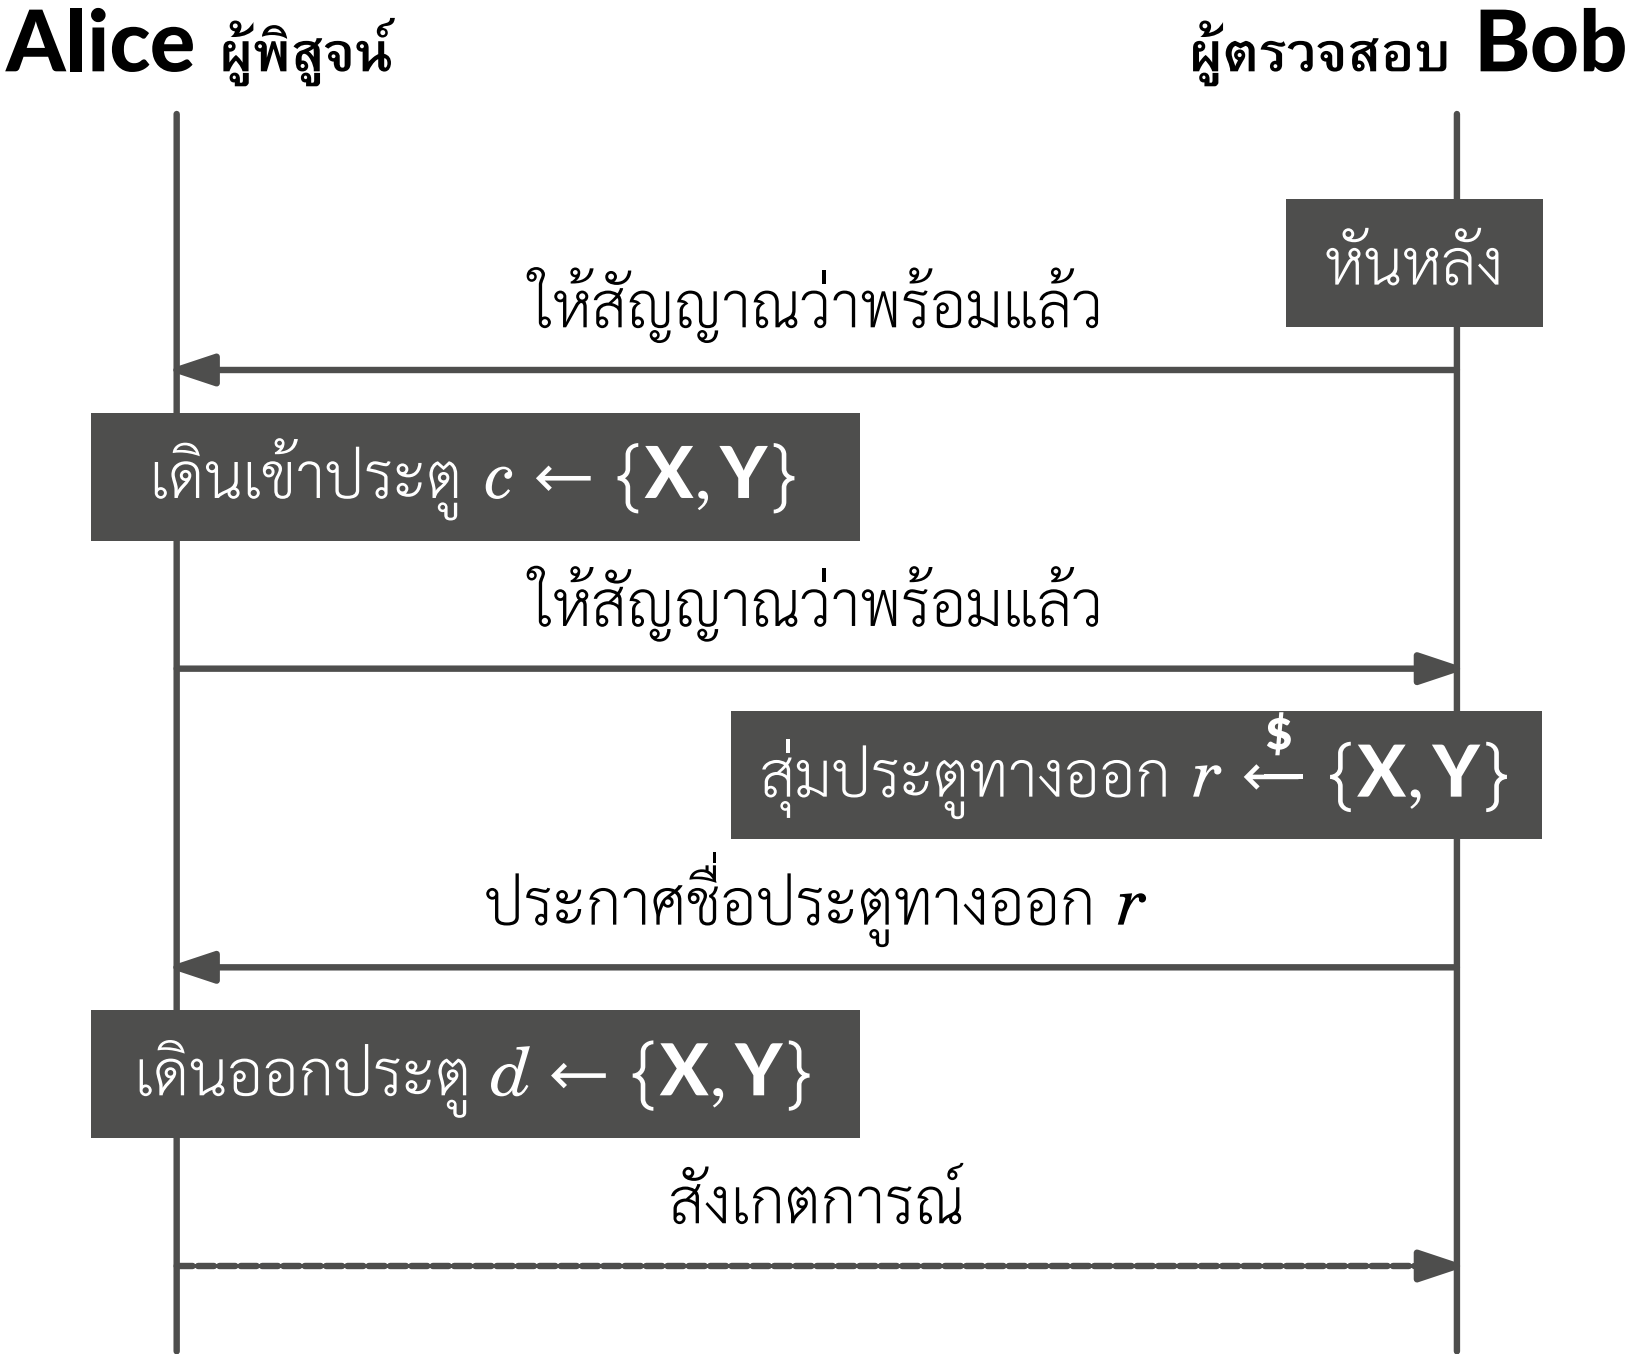 Alice ผู้พิสูจน์
ผู้ตรวจสอบ Bob
หันหลัง
ให้สัญญาณว่าพร้อมแล้ว
เดินเข้าประตู c ← {X, Y}
ให้สัญญาณว่าพร้อมแล้ว
สุ่มประตูทางออก r ←$ {X, Y}
ประกาศชื่อประตูทางออก r
เดินออกประตู d ← {X, Y}
สังเกตการณ์